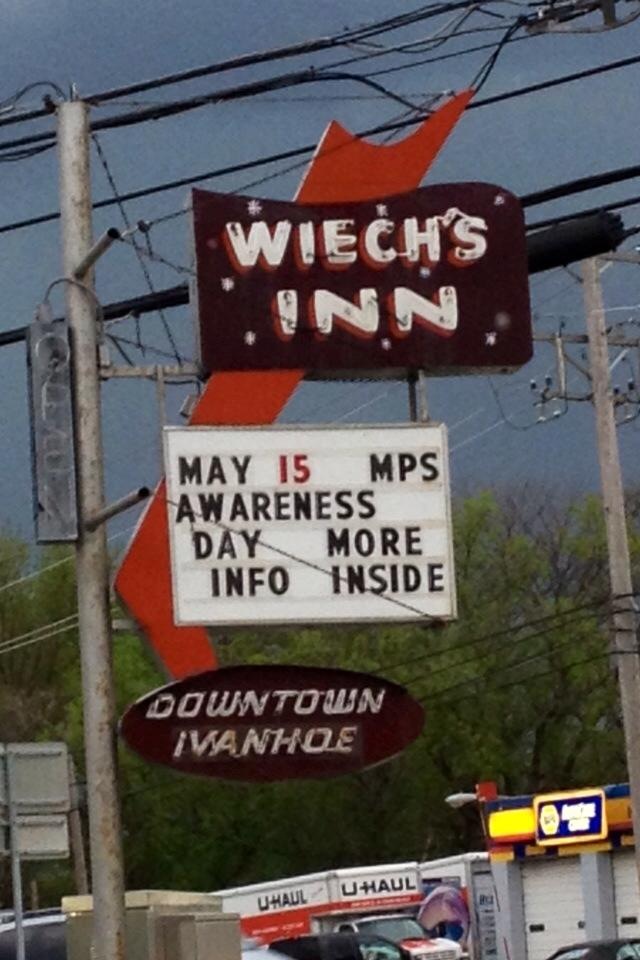 WIECH'S
INN
MAY 15 MPS
AWARENESS
DAY MORE
INFO INSIDE
DOWNTOWN
IVANHOE
U-HAUL U-HAUL